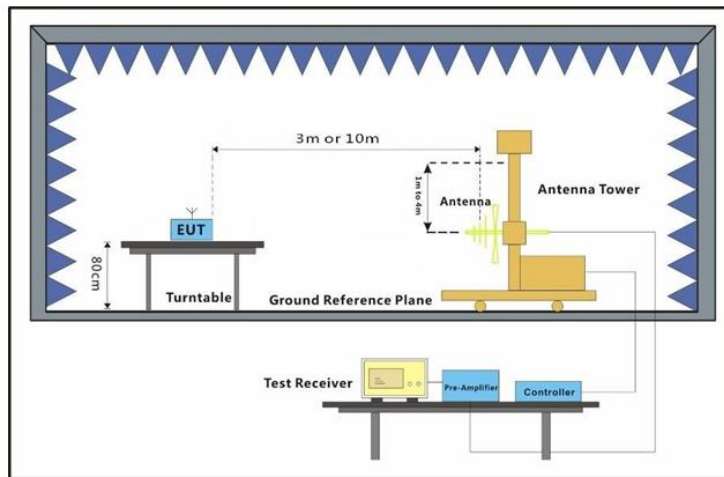 3m or 10m
1m to 4m
Antenna
Antenna Tower
EUT
80cm
Turntable
Ground Reference Plane
Test Receiver
Pre-Amplifier
Controller